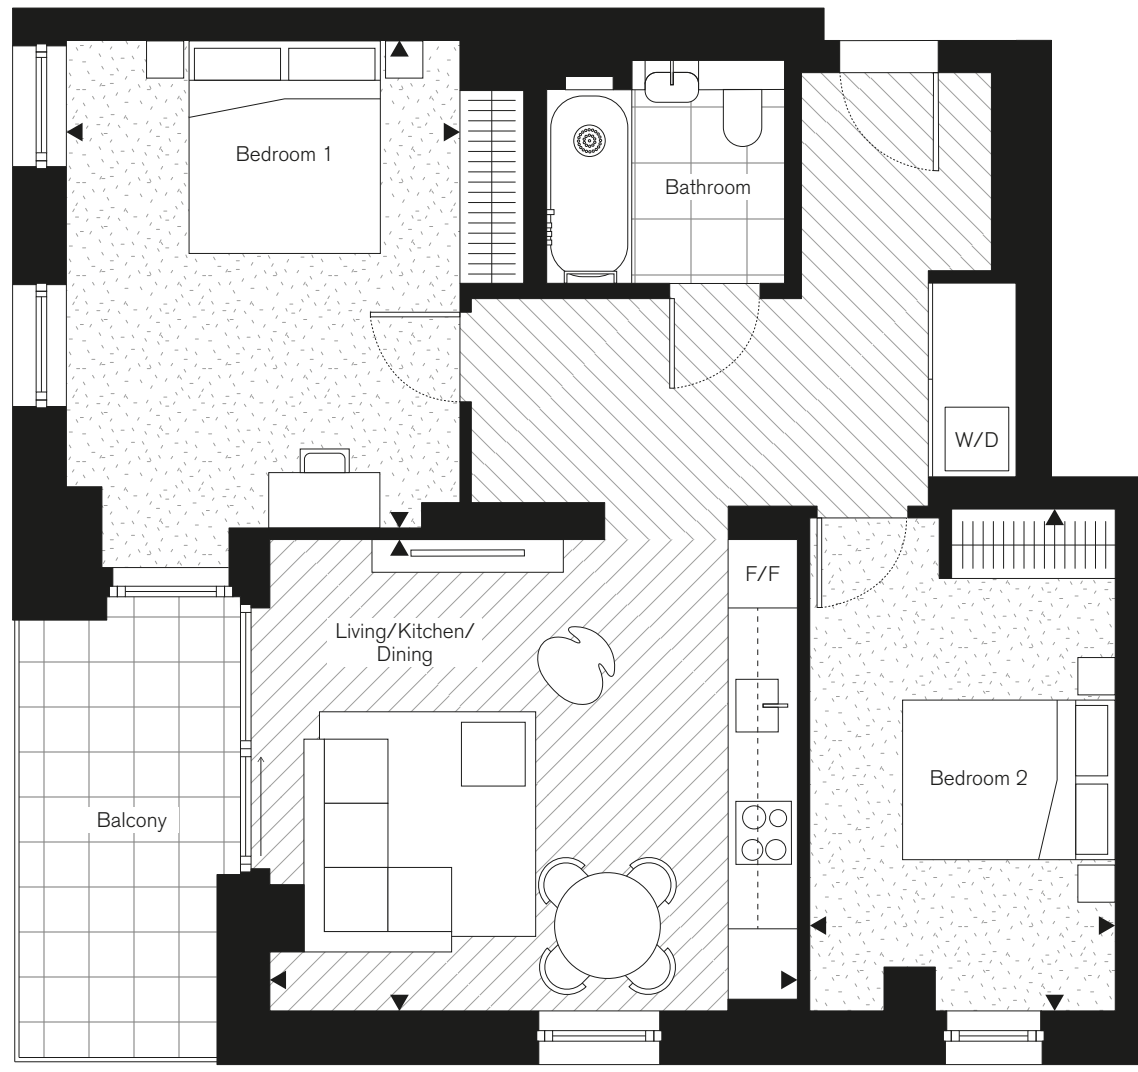 Bedroom 1
Bathroom
W/D
F/F
Living/Kitchen/
Dining
Bedroom 2
Balcony